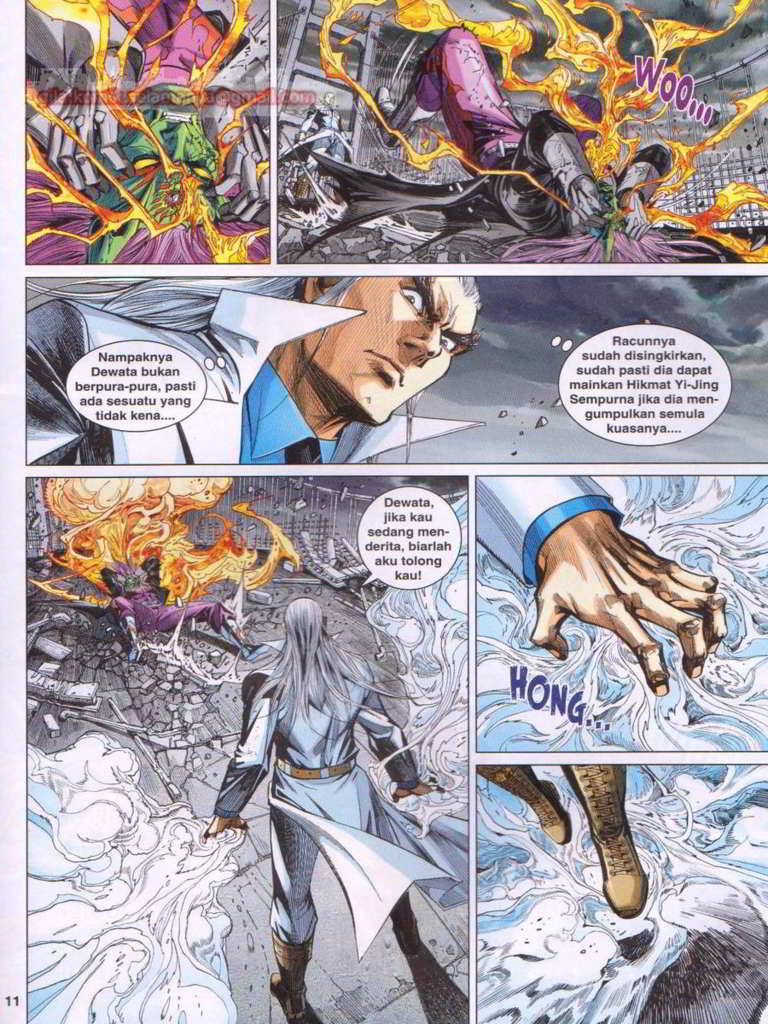 WOO,,,
Nampaknya
Dewata bukan
berpura-pura, pasti
ada sesuatu yang
tidak kena....
Racunnya
sudah disingkirkan,
sudah pasti dia dapat
mainkan Hikmat Yi-Jing
Sempurna jika dia men-
gumpulkan semula
kuasanya....
Dewata,
jika kau
sedang men-
derita, biarlah
aku tolong
kau!
HONG...
11